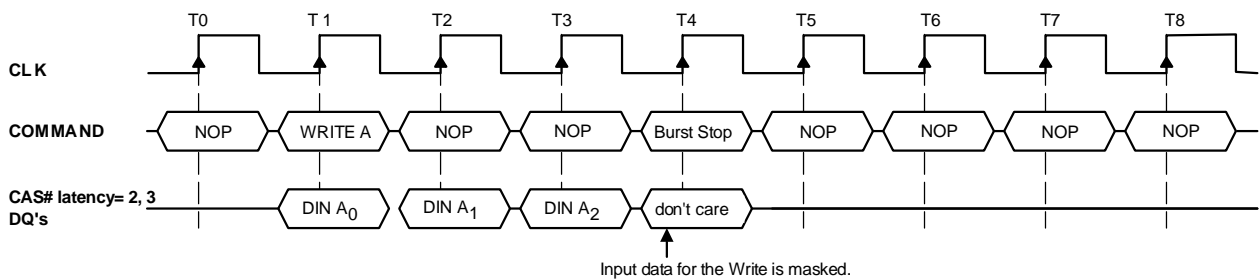 T0 T1 T2 T3 T4 T5 T6 T7 T8
CLK
COMMAND NOP WRITE A NOP NOP Burst Stop NOP NOP NOP NOP
CAS# latency= 2, 3
DQ's DIN A0 DIN A1 DIN A2 don't care
Input data for the Write is masked.